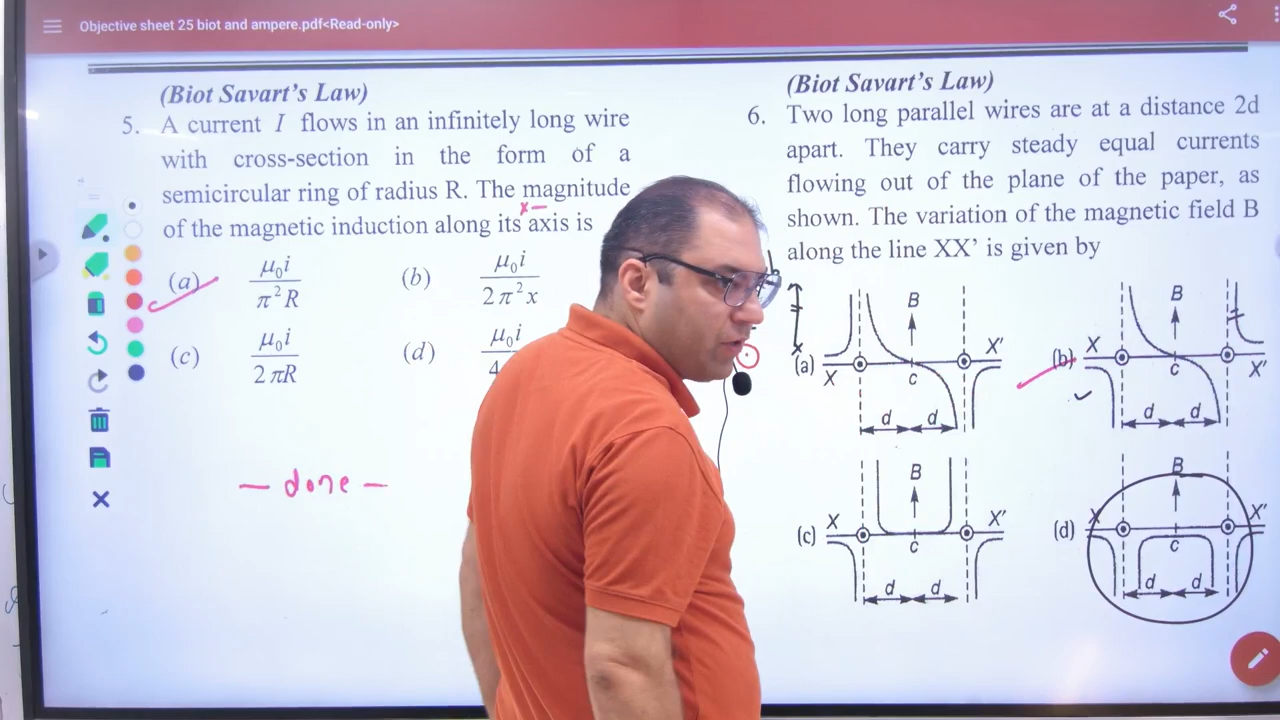 Objective sheet 25 biot and ampere.pdf<Read-only>
(Biot Savart's Law)
5. A current I flows in an infinitely long wire
with cross-section in the form of a
semicircular ring of radius R. The magnitude
of the magnetic induction along its axis is
(a) μ₀i / π²R (b) μ₀i / 2π²x
(c) μ₀i / 2πR (d) μ₀i / 4
— done —
(Biot Savart's Law)
6. Two long parallel wires are at a distance 2d
apart. They carry steady equal currents
flowing out of the plane of the paper, as
shown. The variation of the magnetic field B
along the line XX' is given by
(a) X B C X' d d
(b) X B C X' d d
(c) X B C X' d d
(d) X B C X' d d